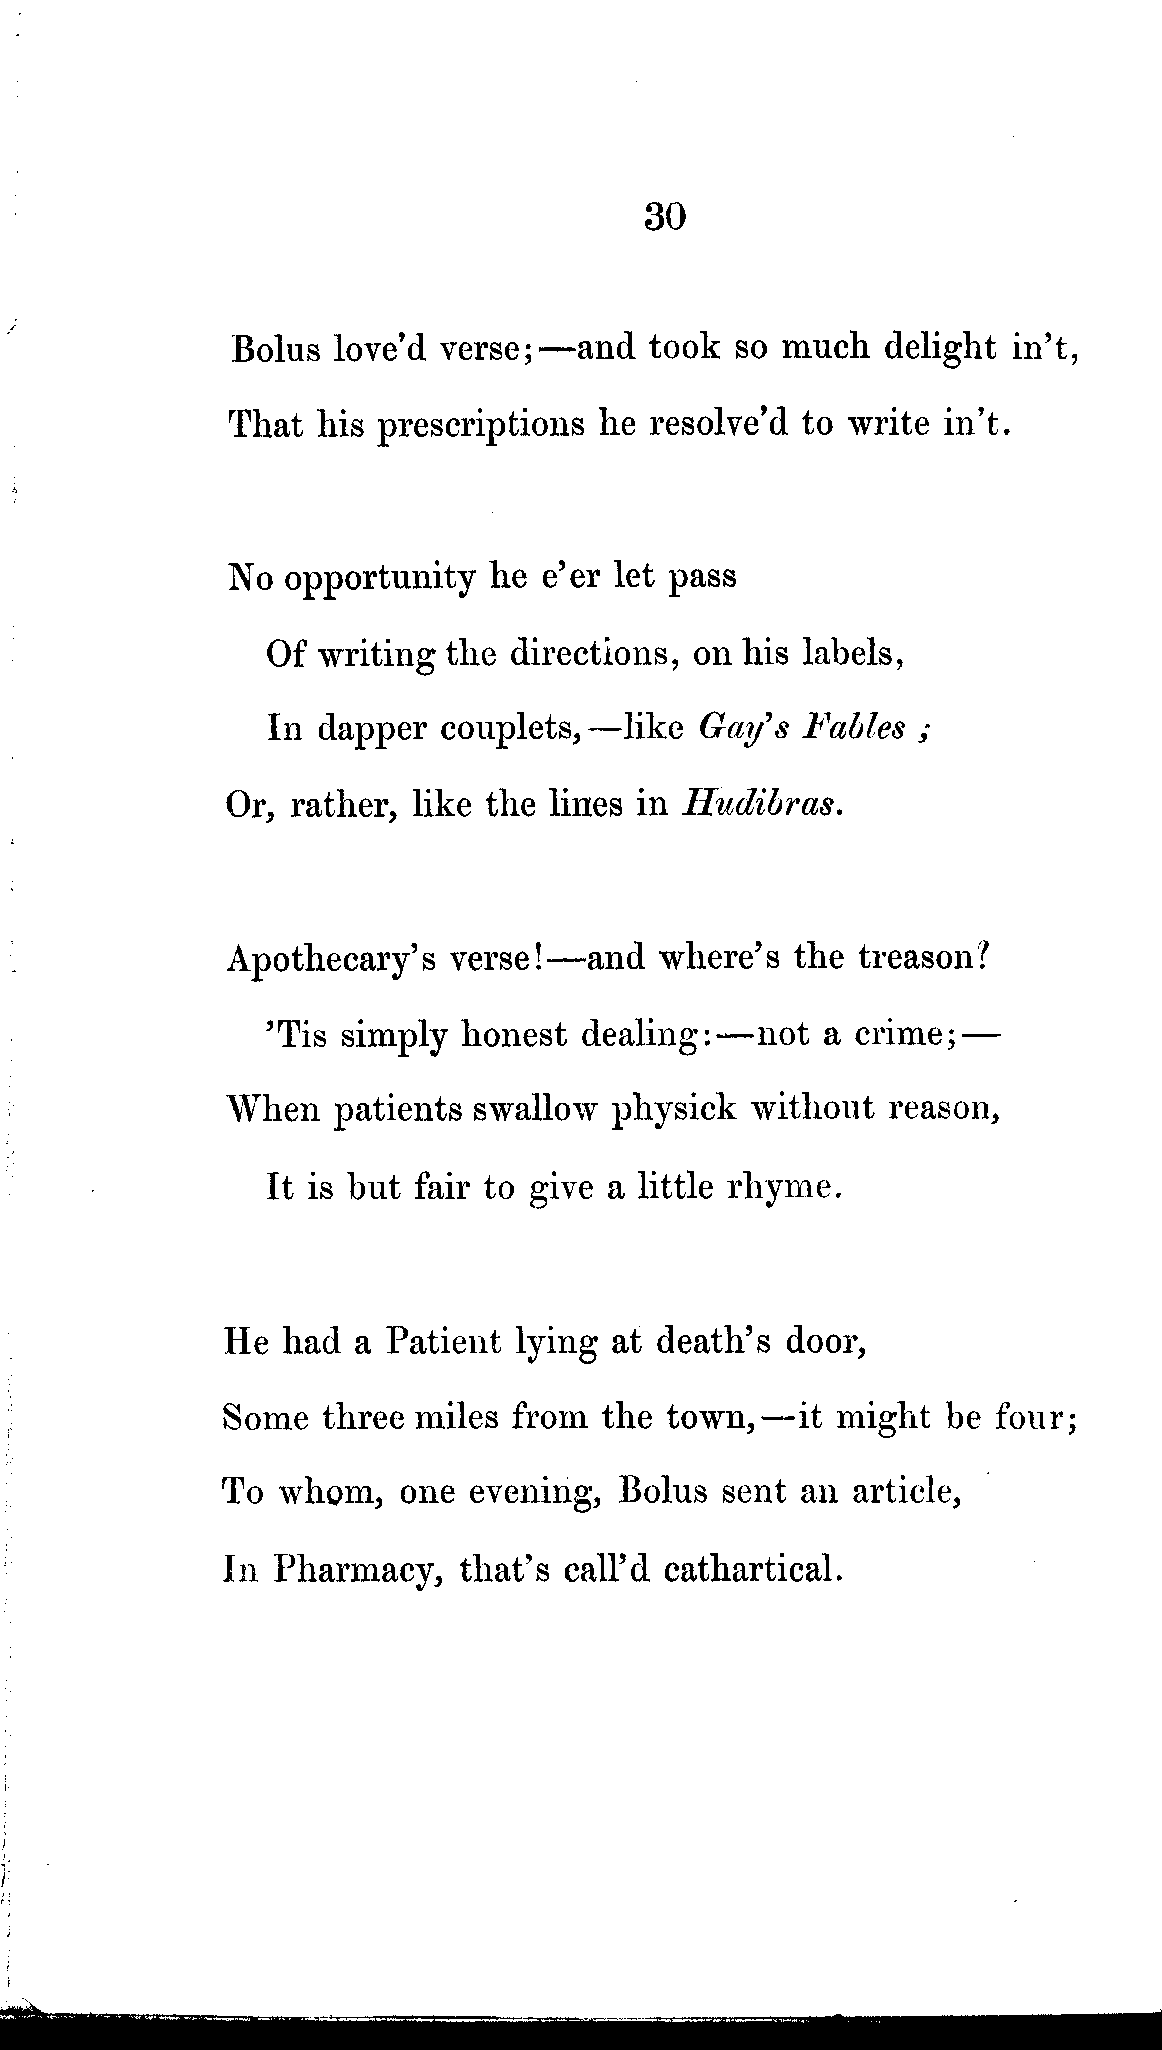 30
Bolus love'd verse;—and took so much delight in't,
That his prescriptions he resolve'd to write in't.
No opportunity he e'er let pass
Of writing the directions, on his labels,
In dapper couplets,—like Gay's Fables ;
Or, rather, like the lines in Hudibras.
Apothecary's verse!—and where's the treason?
'Tis simply honest dealing:—not a crime;—
When patients swallow physick without reason,
It is but fair to give a little rhyme.
He had a Patient lying at death's door,
Some three miles from the town,—it might be four;
To whom, one evening, Bolus sent an article,
In Pharmacy, that's call'd cathartical.